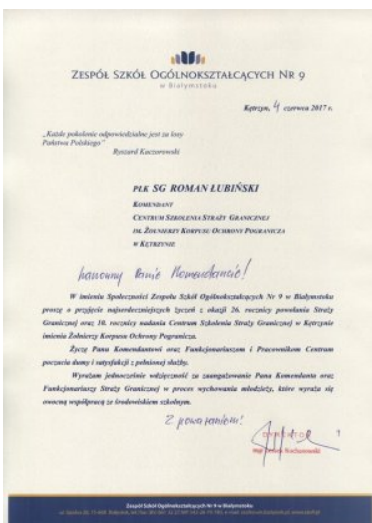 ZESPÓŁ SZKÓŁ OGÓLNOKSZTAŁCĄCYCH NR 9
w Białymstoku
Kętrzyn, 4 czerwca 2017 r.
„Każde pokolenie odpowiedzialne jest za losy
Państwa Polskiego"
Ryszard Kaczorowski
PŁK SG ROMAN ŁUBIŃSKI
KOMENDANT
CENTRUM SZKOLENIA STRAŻY GRANICZNEJ
IM. ŻOŁNIERZY KORPUSU OCHRONY POGRANICZA
W KĘTRZYNIE
Szanowny Panie Komendancie!
W imieniu Społeczności Zespołu Szkół Ogólnokształcących Nr 9 w Białymstoku
proszę o przyjęcie najserdeczniejszych życzeń z okazji 26. rocznicy powołania Straży
Granicznej oraz 10. rocznicy nadania Centrum Szkolenia Straży Granicznej w Kętrzynie
imienia Żołnierzy Korpusu Ochrony Pogranicza.
Życzę Panu Komendantowi oraz Funkcjonariuszom i Pracownikom Centrum
poczucia dumy i satysfakcji z pełnionej służby.
Wyrażam jednocześnie wdzięczność za zaangażowanie Pana Komendanta oraz
Funkcjonariuszy Straży Granicznej w proces wychowania młodzieży, które wyraża się
owocną współpracą ze środowiskiem szkolnym.
Z poważaniem!
DYREKTOR
Zespół Szkół Ogólnokształcących Nr 9 w Białymstoku